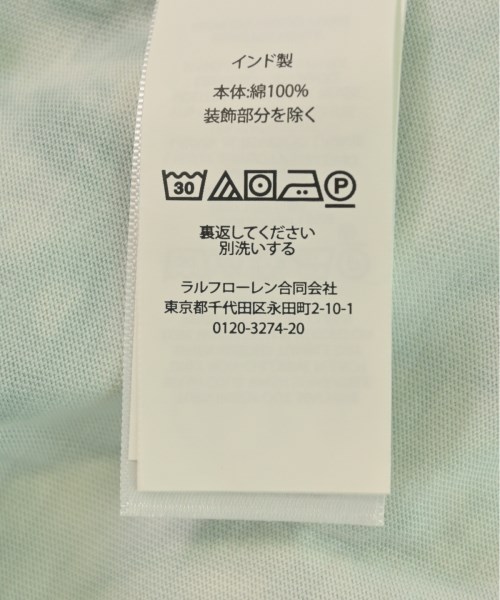 インド製
本体:綿100%
装飾部分を除く
30 P
裏返してください
別洗いする
ラルフローレン合同会社
東京都千代田区永田町2-10-1
0120-3274-20